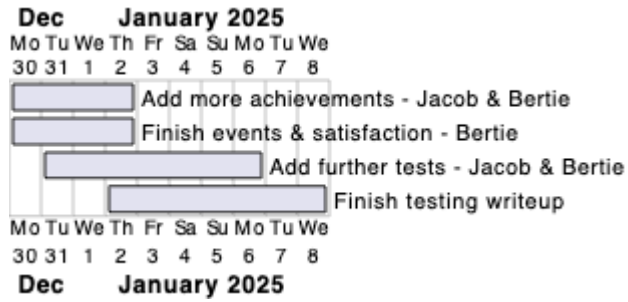 Dec January 2025
Mo Tu We Th Fr Sa Su Mo Tu We
30 31 1 2 3 4 5 6 7 8
Add more achievements - Jacob & Bertie
Finish events & satisfaction - Bertie
Add further tests - Jacob & Bertie
Finish testing writeup
Mo Tu We Th Fr Sa Su Mo Tu We
30 31 1 2 3 4 5 6 7 8
Dec January 2025